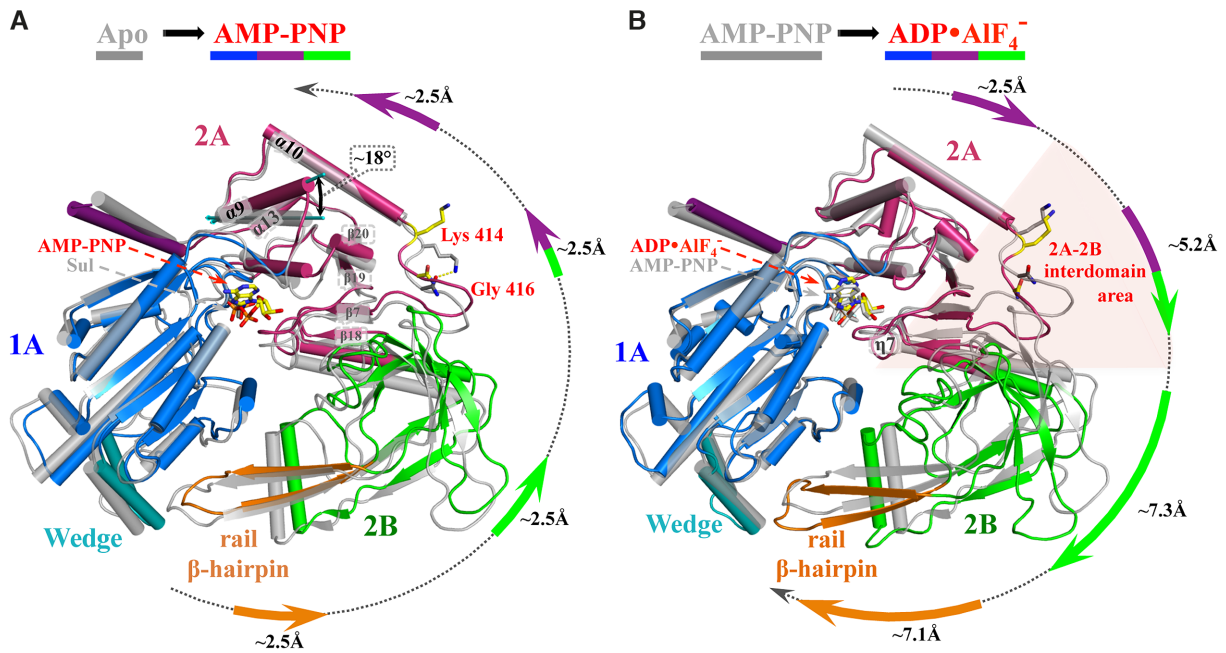 A
Apo
AMP-PNP
~2.5Å
2A
α10
~18°
α9
α13
β20
Lys 414
~2.5Å
AMP-PNP
Sul
β19
Gly 416
β7
β18
1A
Wedge
rail
β-hairpin
2B
~2.5Å
~2.5Å
B
AMP-PNP
ADP•AlF₄⁻
~2.5Å
2A
~5.2Å
ADP•AlF₄⁻
AMP-PNP
2A-2B
interdomain
area
η7
1A
Wedge
rail
β-hairpin
2B
~7.3Å
~7.1Å